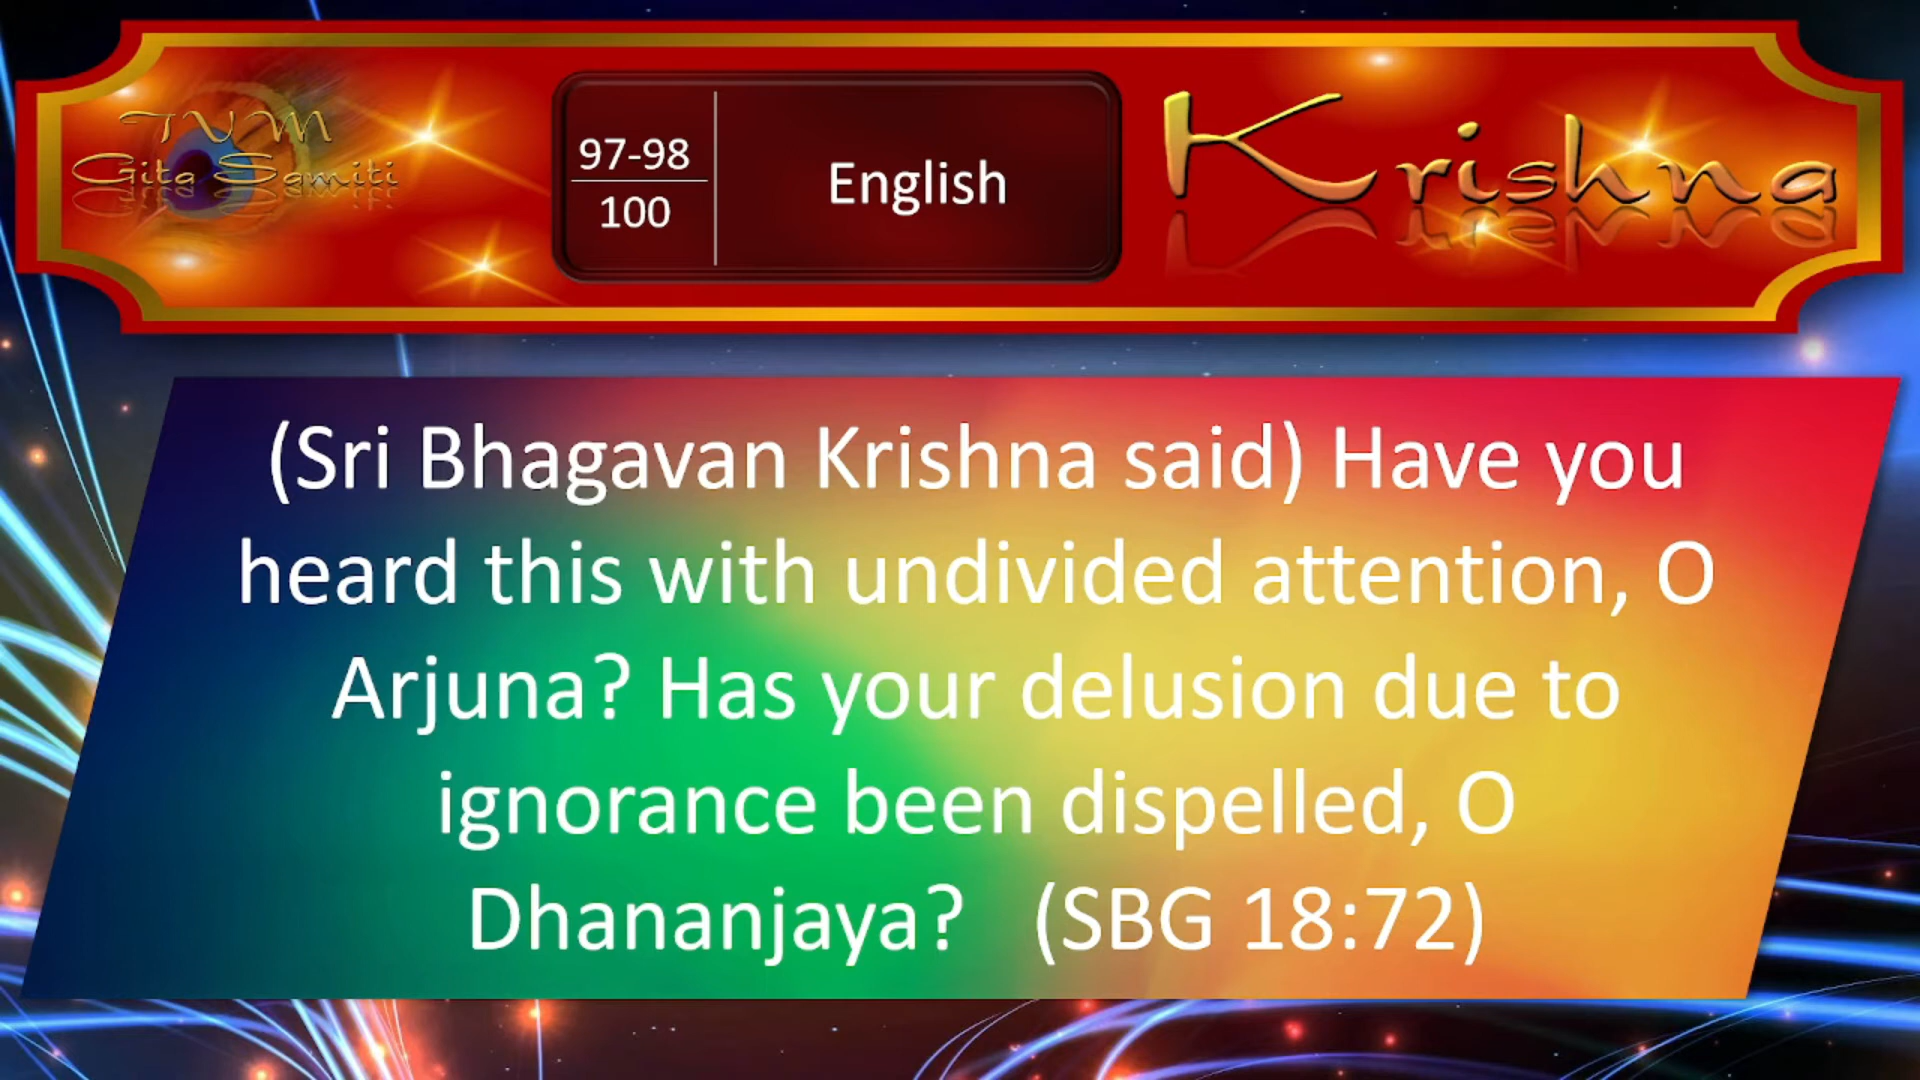 TVM
Gita Samiti
97-98
100
English
Krishna
(Sri Bhagavan Krishna said) Have you
heard this with undivided attention, O
Arjuna? Has your delusion due to
ignorance been dispelled, O
Dhananjaya? (SBG 18:72)